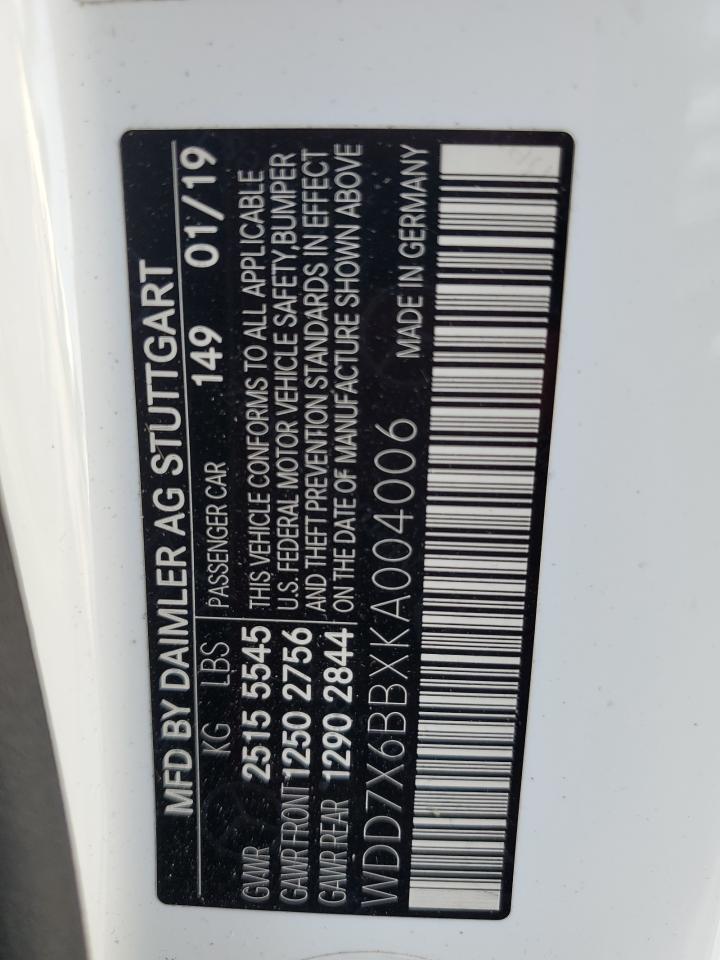 MFD BY DAIMLER AG STUTTGART
KG LBS PASSENGER CAR 149 01/19
GVWR 2515 5545 THIS VEHICLE CONFORMS TO ALL APPLICABLE
GAWR FRONT 1250 2756 U.S. FEDERAL MOTOR VEHICLE SAFETY,BUMPER
GAWR REAR 1290 2844 AND THEFT PREVENTION STANDARDS IN EFFECT
ON THE DATE OF MANUFACTURE SHOWN ABOVE
WDD7X6BBXKA004006 MADE IN GERMANY